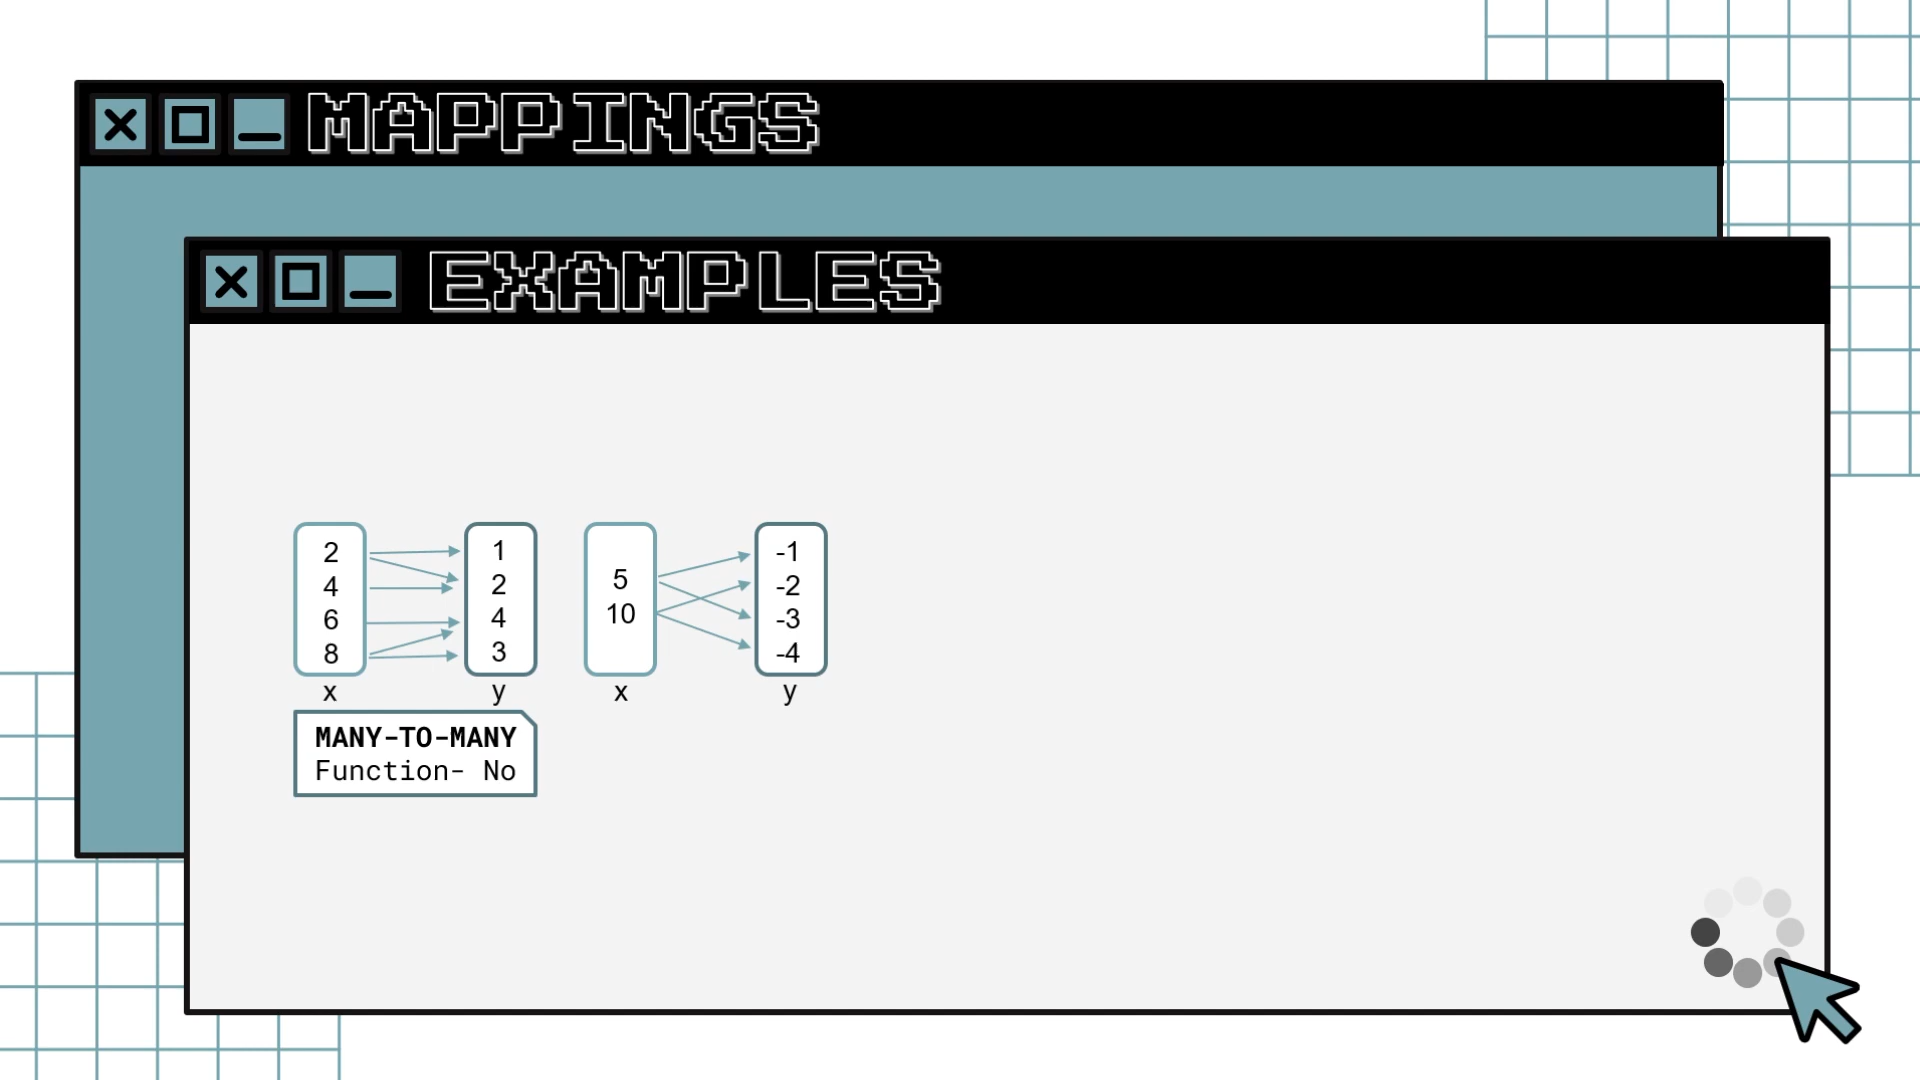 MAPPINGS
EXAMPLES
2
4
6
8
x
1
2
4
3
y
5
10
x
-1
-2
-3
-4
y
MANY-TO-MANY
Function- No